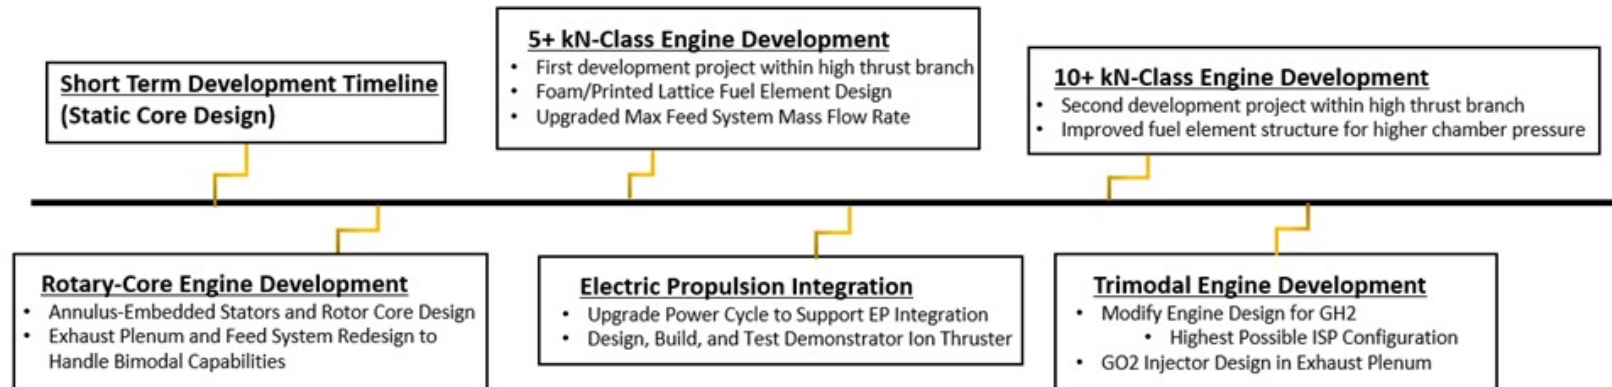 Short Term Development Timeline
(Static Core Design)
5+ kN-Class Engine Development
• First development project within high thrust branch
• Foam/Printed Lattice Fuel Element Design
• Upgraded Max Feed System Mass Flow Rate
10+ kN-Class Engine Development
• Second development project within high thrust branch
• Improved fuel element structure for higher chamber pressure
Rotary-Core Engine Development
• Annulus-Embedded Stators and Rotor Core Design
• Exhaust Plenum and Feed System Redesign to
Handle Bimodal Capabilities
Electric Propulsion Integration
• Upgrade Power Cycle to Support EP Integration
• Design, Build, and Test Demonstrator Ion Thruster
Trimodal Engine Development
• Modify Engine Design for GH2
• Highest Possible ISP Configuration
• GO2 Injector Design in Exhaust Plenum